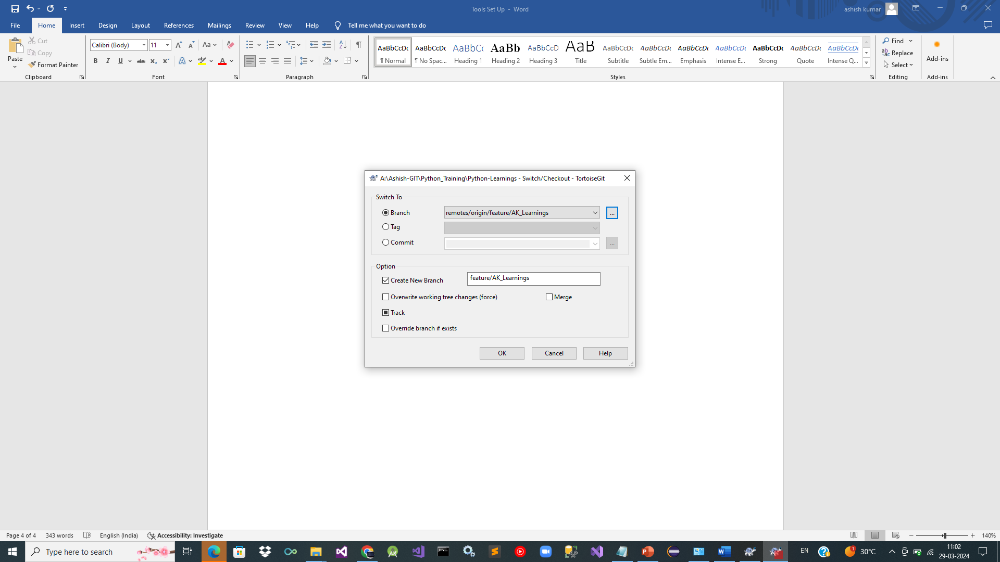 Tools Set Up - Word
ashish kumar
File Home Insert Design Layout References Mailings Review View Help Tell me what you want to do
Paste
Cut
Copy
Format Painter
Clipboard
Calibri (Body) 11
Font
Paragraph
AaBbCcDc AaBbCcDc AaBbCc AaBb AaBbCcD AaB AaBbCcDc AaBbCcDc AaBbCcDc AaBbCcDc AaBbCcDc AaBbCcDc AaBbCcDc
¶ Normal ¶ No Spac... Heading 1 Heading 2 Heading 3 Title Subtitle Subtle Em... Emphasis Intense E... Strong Quote Intense Q...
Styles
Find
Replace
Select
Editing
Add-ins
Add-ins
A:\Ashish-GIT\Python_Training\Python-Learnings - Switch/Checkout - TortoiseGit
Switch To
Branch remotes/origin/feature/AK_Learnings ...
Tag
Commit ...
Option
Create New Branch feature/AK_Learnings
Overwrite working tree changes (force) Merge
Track
Override branch if exists
OK Cancel Help
Page 4 of 4 343 words English (India) Accessibility: Investigate 140%
Type here to search
EN
30°C
11:02
29-03-2024